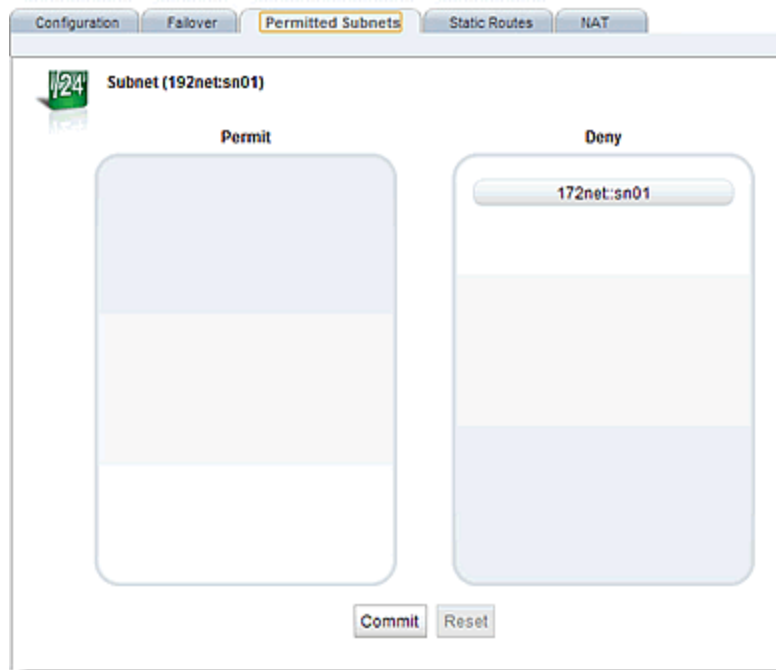 Configuration Failover Permitted Subnets Static Routes NAT
/24
Subnet (192net:sn01)
Permit Deny
172net::sn01
Commit Reset